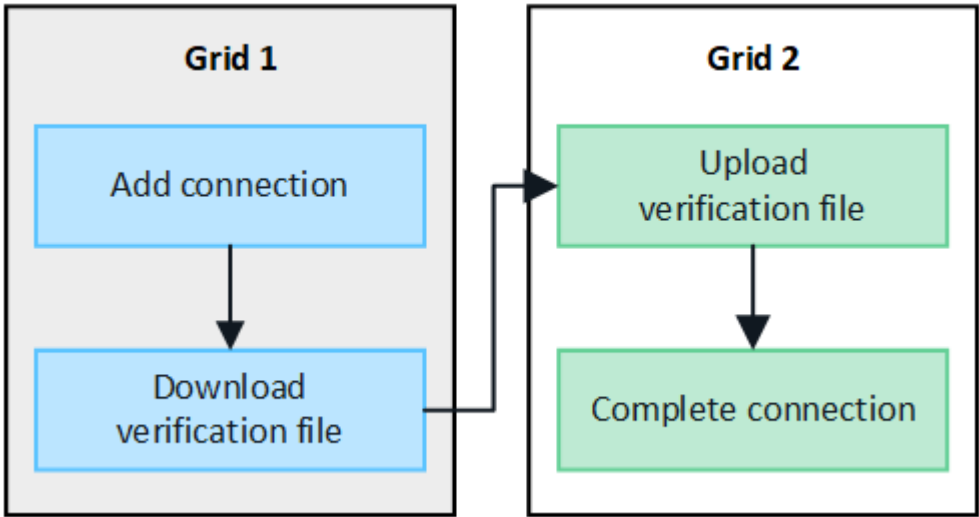 Grid 1
Add connection
Download
verification file
Grid 2
Upload
verification file
Complete connection